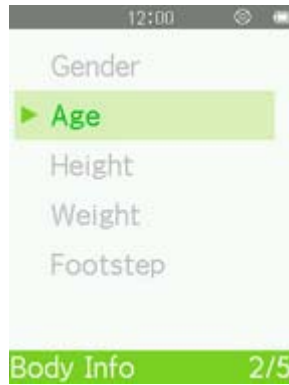 12:00
Gender
Age
Height
Weight
Footstep
Body Info 2/5